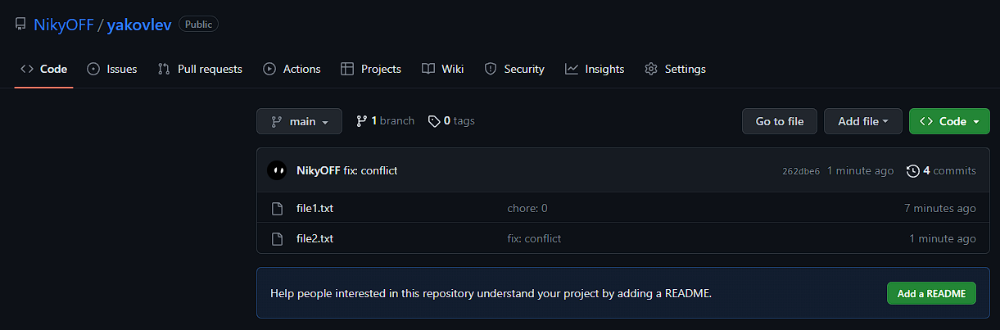 NikyOFF / yakovlev Public
Code Issues Pull requests Actions Projects Wiki Security Insights Settings
main 1 branch 0 tags Go to file Add file Code
NikyOFF fix: conflict 262dbe6 1 minute ago 4 commits
file1.txt chore: 0 7 minutes ago
file2.txt fix: conflict 1 minute ago
Help people interested in this repository understand your project by adding a README. Add a README